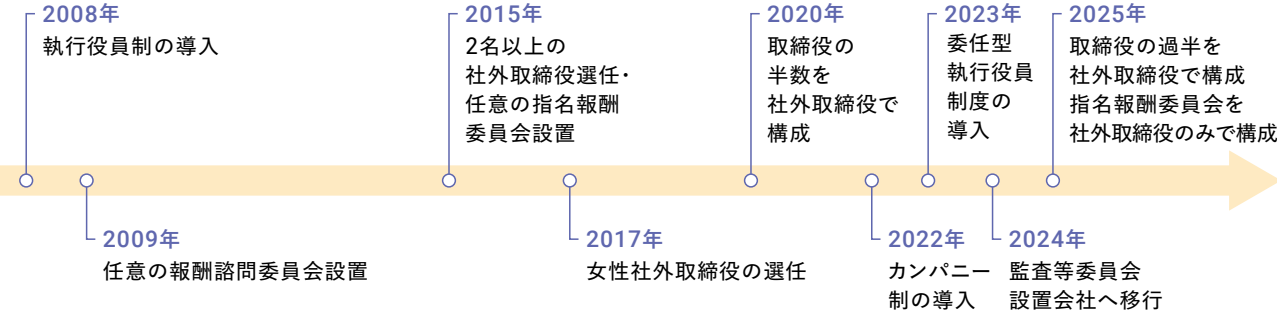 2008年
執行役員制の導入
2009年
任意の報酬諮問委員会設置
2015年
2名以上の
社外取締役選任・
任意の指名報酬
委員会設置
2017年
女性社外取締役の選任
2020年
取締役の
半数を
社外取締役で
構成
2022年
カンパニー
制の導入
2023年
委任型
執行役員
制度の
導入
2024年
監査等委員会
設置会社へ移行
2025年
取締役の過半を
社外取締役で構成
指名報酬委員会を
社外取締役のみで構成